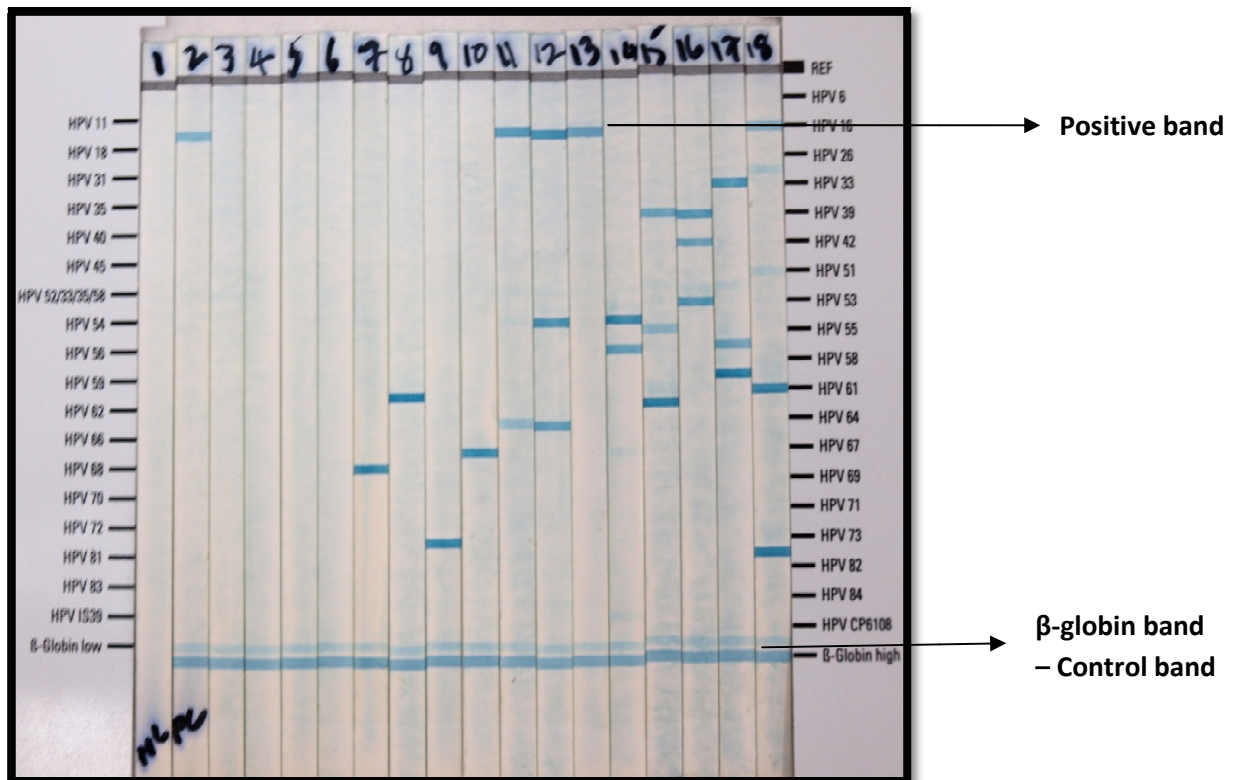 1 2 3 4 5 6 7 8 9 10 11 12 13 14 15 16 17 18
REF
HPV 6
HPV 11
HPV 16
HPV 18
HPV 26
HPV 31
HPV 33
HPV 35
HPV 39
HPV 40
HPV 42
HPV 45
HPV 51
HPV 52/33/35/58
HPV 53
HPV 54
HPV 55
HPV 56
HPV 58
HPV 59
HPV 61
HPV 62
HPV 64
HPV 66
HPV 67
HPV 68
HPV 69
HPV 70
HPV 71
HPV 72
HPV 73
HPV 81
HPV 82
HPV 83
HPV 84
HPV IS39
HPV CP6108
ß-Globin low
ß-Globin high
NC PC
Positive band
β-globin band
– Control band